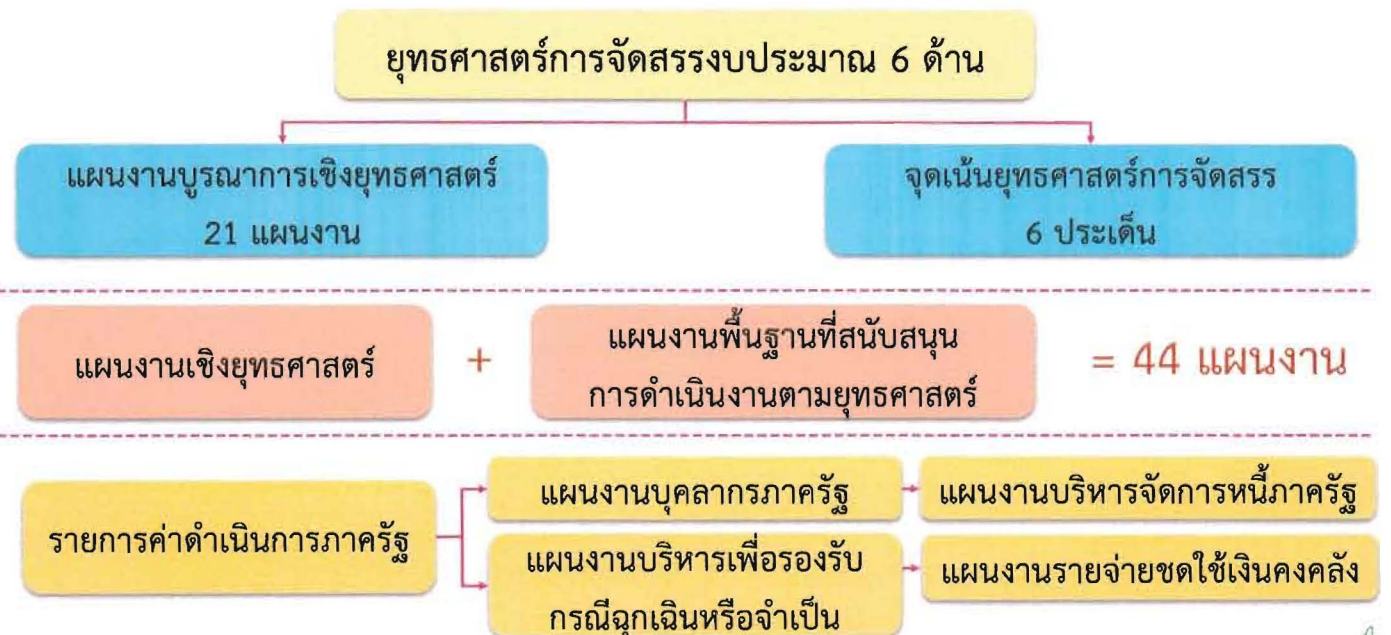 ยุทธศาสตร์การจัดสรรงบประมาณ 6 ด้าน
แผนงานบูรณาการเชิงยุทธศาสตร์
21 แผนงาน
จุดเน้นยุทธศาสตร์การจัดสรร
6 ประเด็น
แผนงานเชิงยุทธศาสตร์
+
แผนงานพื้นฐานที่สนับสนุน
การดำเนินงานตามยุทธศาสตร์
= 44 แผนงาน
รายการค่าดำเนินการภาครัฐ
แผนงานบุคลากรภาครัฐ
แผนงานบริหารจัดการหนี้ภาครัฐ
แผนงานบริหารเพื่อรองรับ
กรณีฉุกเฉินหรือจำเป็น
แผนงานรายจ่ายชดใช้เงินคงคลัง